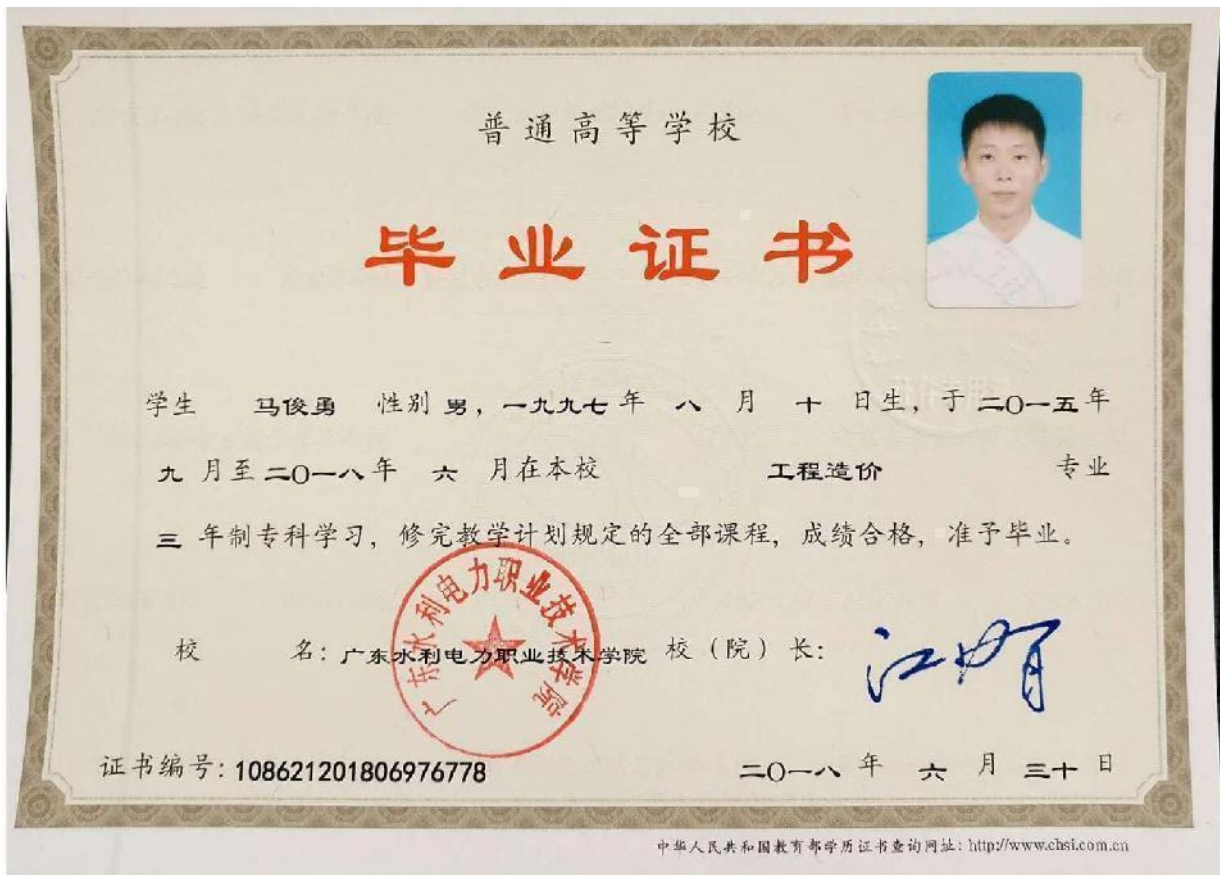 普通高等学校
毕业证书
学生 马俊勇 性别 男，一九九七 年 八 月 十 日生，于 二〇一五 年
九 月至 二〇一八 年 六 月在本校 工程造价 专业
三 年制专科学习，修完教学计划规定的全部课程，成绩合格，准予毕业。
广东水利电力职业技术学院
校 名：广东水利电力职业技术学院 校（院）长：
证书编号：108621201806976778 二〇一八 年 六 月 三十 日
中华人民共和国教育部学历证书查询网址：http://www.chsi.com.cn